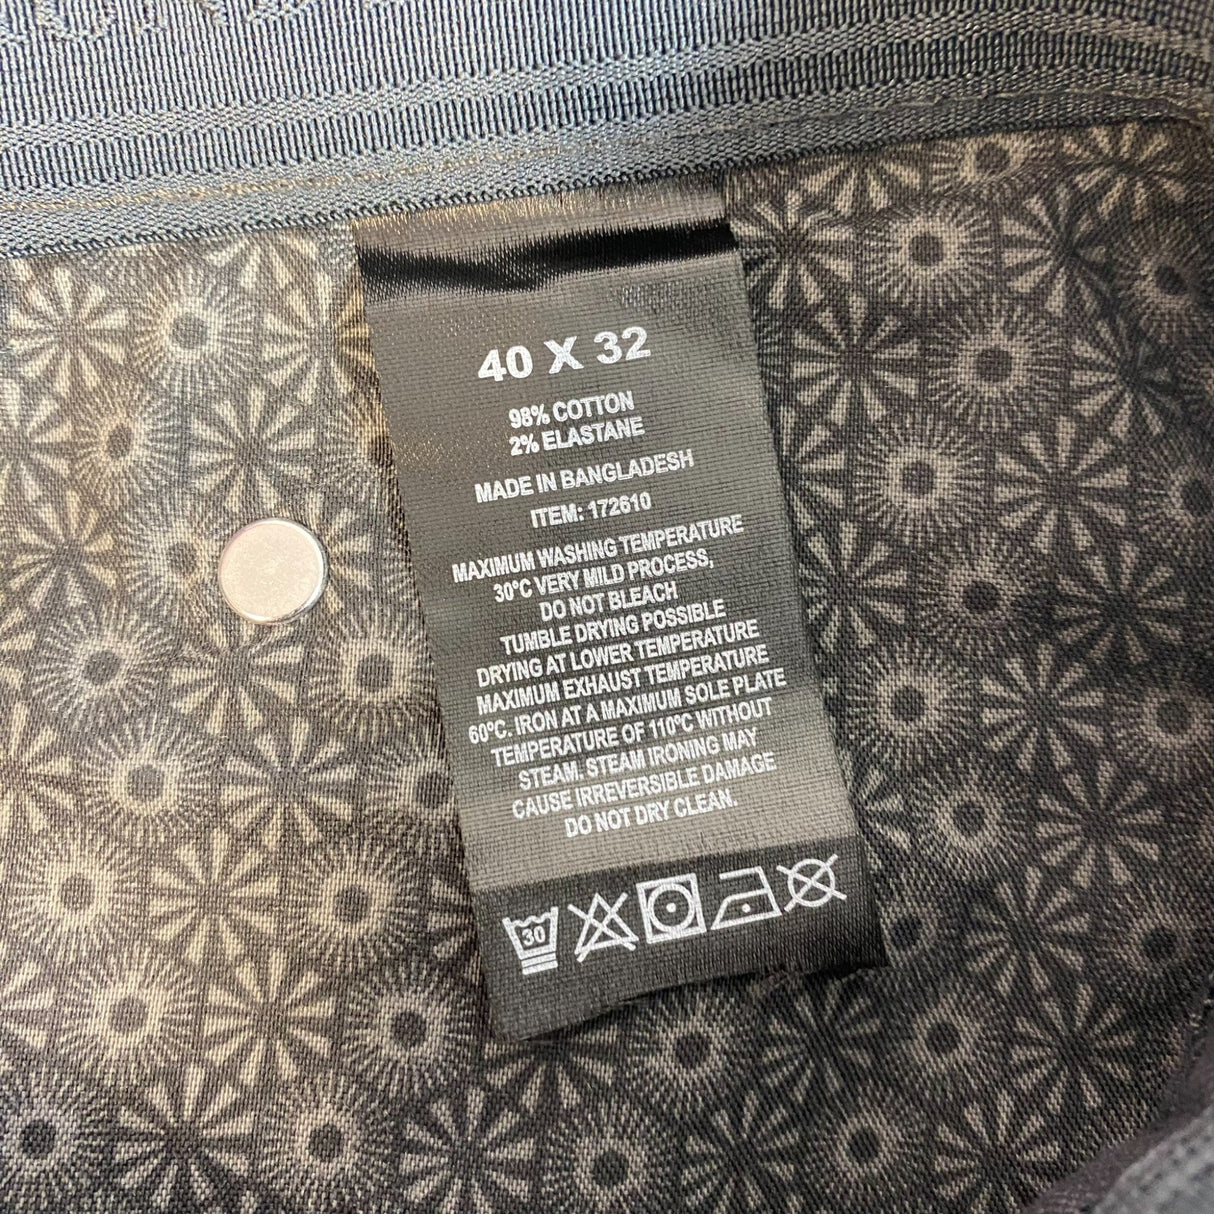 40 X 32
98% COTTON
2% ELASTANE
MADE IN BANGLADESH
ITEM: 172610
MAXIMUM WASHING TEMPERATURE
30°C VERY MILD PROCESS,
DO NOT BLEACH
TUMBLE DRYING POSSIBLE
DRYING AT LOWER TEMPERATURE
MAXIMUM EXHAUST TEMPERATURE
60°C. IRON AT A MAXIMUM SOLE PLATE
TEMPERATURE OF 110°C WITHOUT
STEAM. STEAM IRONING MAY
CAUSE IRREVERSIBLE DAMAGE
DO NOT DRY CLEAN.
30